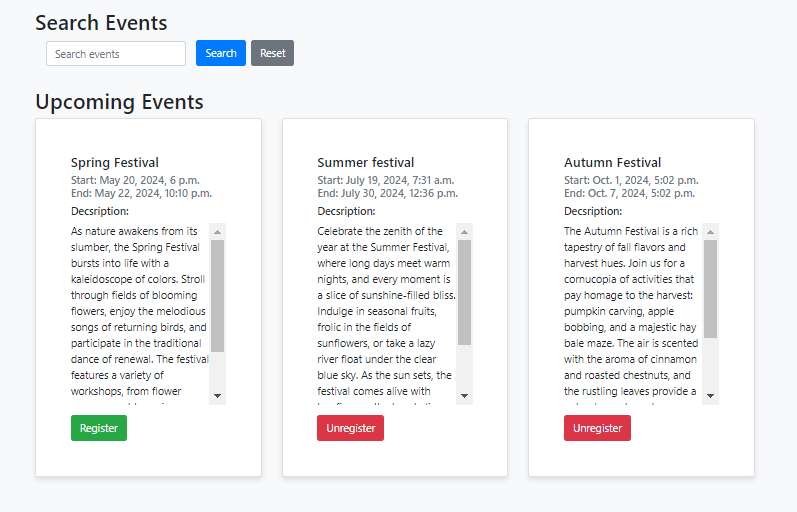 Search Events
Search events
Search
Reset
Upcoming Events
Spring Festival
Start: May 20, 2024, 6 p.m.
End: May 22, 2024, 10:10 p.m.
Decsription:
As nature awakens from its
slumber, the Spring Festival
bursts into life with a
kaleidoscope of colors. Stroll
through fields of blooming
flowers, enjoy the melodious
songs of returning birds, and
participate in the traditional
dance of renewal. The festival
features a variety of
workshops, from flower
Register
Summer festival
Start: July 19, 2024, 7:31 a.m.
End: July 30, 2024, 12:36 p.m.
Decsription:
Celebrate the zenith of the
year at the Summer Festival,
where long days meet warm
nights, and every moment is
a slice of sunshine-filled bliss.
Indulge in seasonal fruits,
frolic in the fields of
sunflowers, or take a lazy
river float under the clear
blue sky. As the sun sets, the
festival comes alive with
Unregister
Autumn Festival
Start: Oct. 1, 2024, 5:02 p.m.
End: Oct. 7, 2024, 5:02 p.m.
Decsription:
The Autumn Festival is a rich
tapestry of fall flavors and
harvest hues. Join us for a
cornucopia of activities that
pay homage to the harvest:
pumpkin carving, apple
bobbing, and a majestic hay
bale maze. The air is scented
with the aroma of cinnamon
and roasted chestnuts, and
the rustling leaves provide a
Unregister